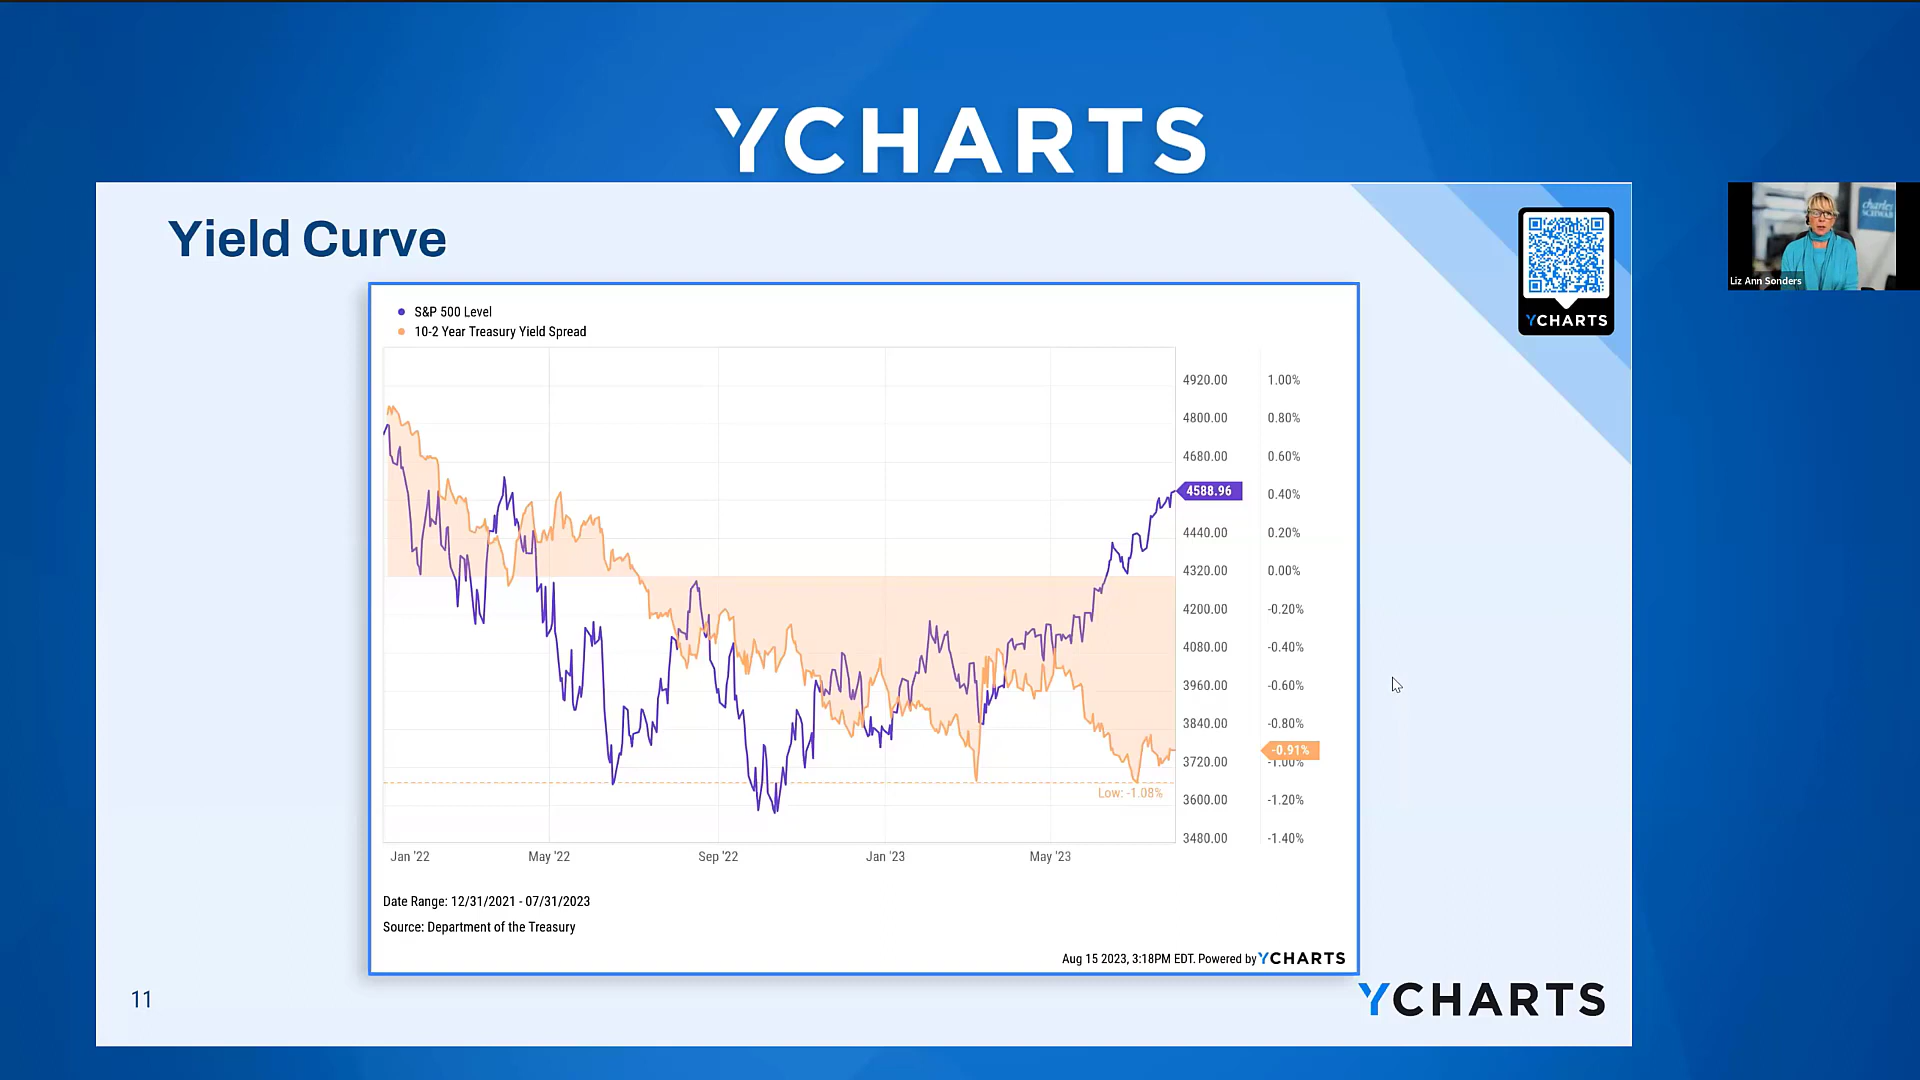 YCHARTS
Yield Curve
YCHARTS
charles
SCHWAB
Liz Ann Sonders
S&P 500 Level
10-2 Year Treasury Yield Spread
4920.00 1.00%
4800.00 0.80%
4680.00 0.60%
4588.96 0.40%
4440.00 0.20%
4320.00 0.00%
4200.00 -0.20%
4080.00 -0.40%
3960.00 -0.60%
3840.00 -0.80%
-0.91%
3720.00 -1.00%
Low: -1.08%
3600.00 -1.20%
3480.00 -1.40%
Jan '22 May '22 Sep '22 Jan '23 May '23
Date Range: 12/31/2021 - 07/31/2023
Source: Department of the Treasury
Aug 15 2023, 3:18PM EDT. Powered by YCHARTS
11
YCHARTS